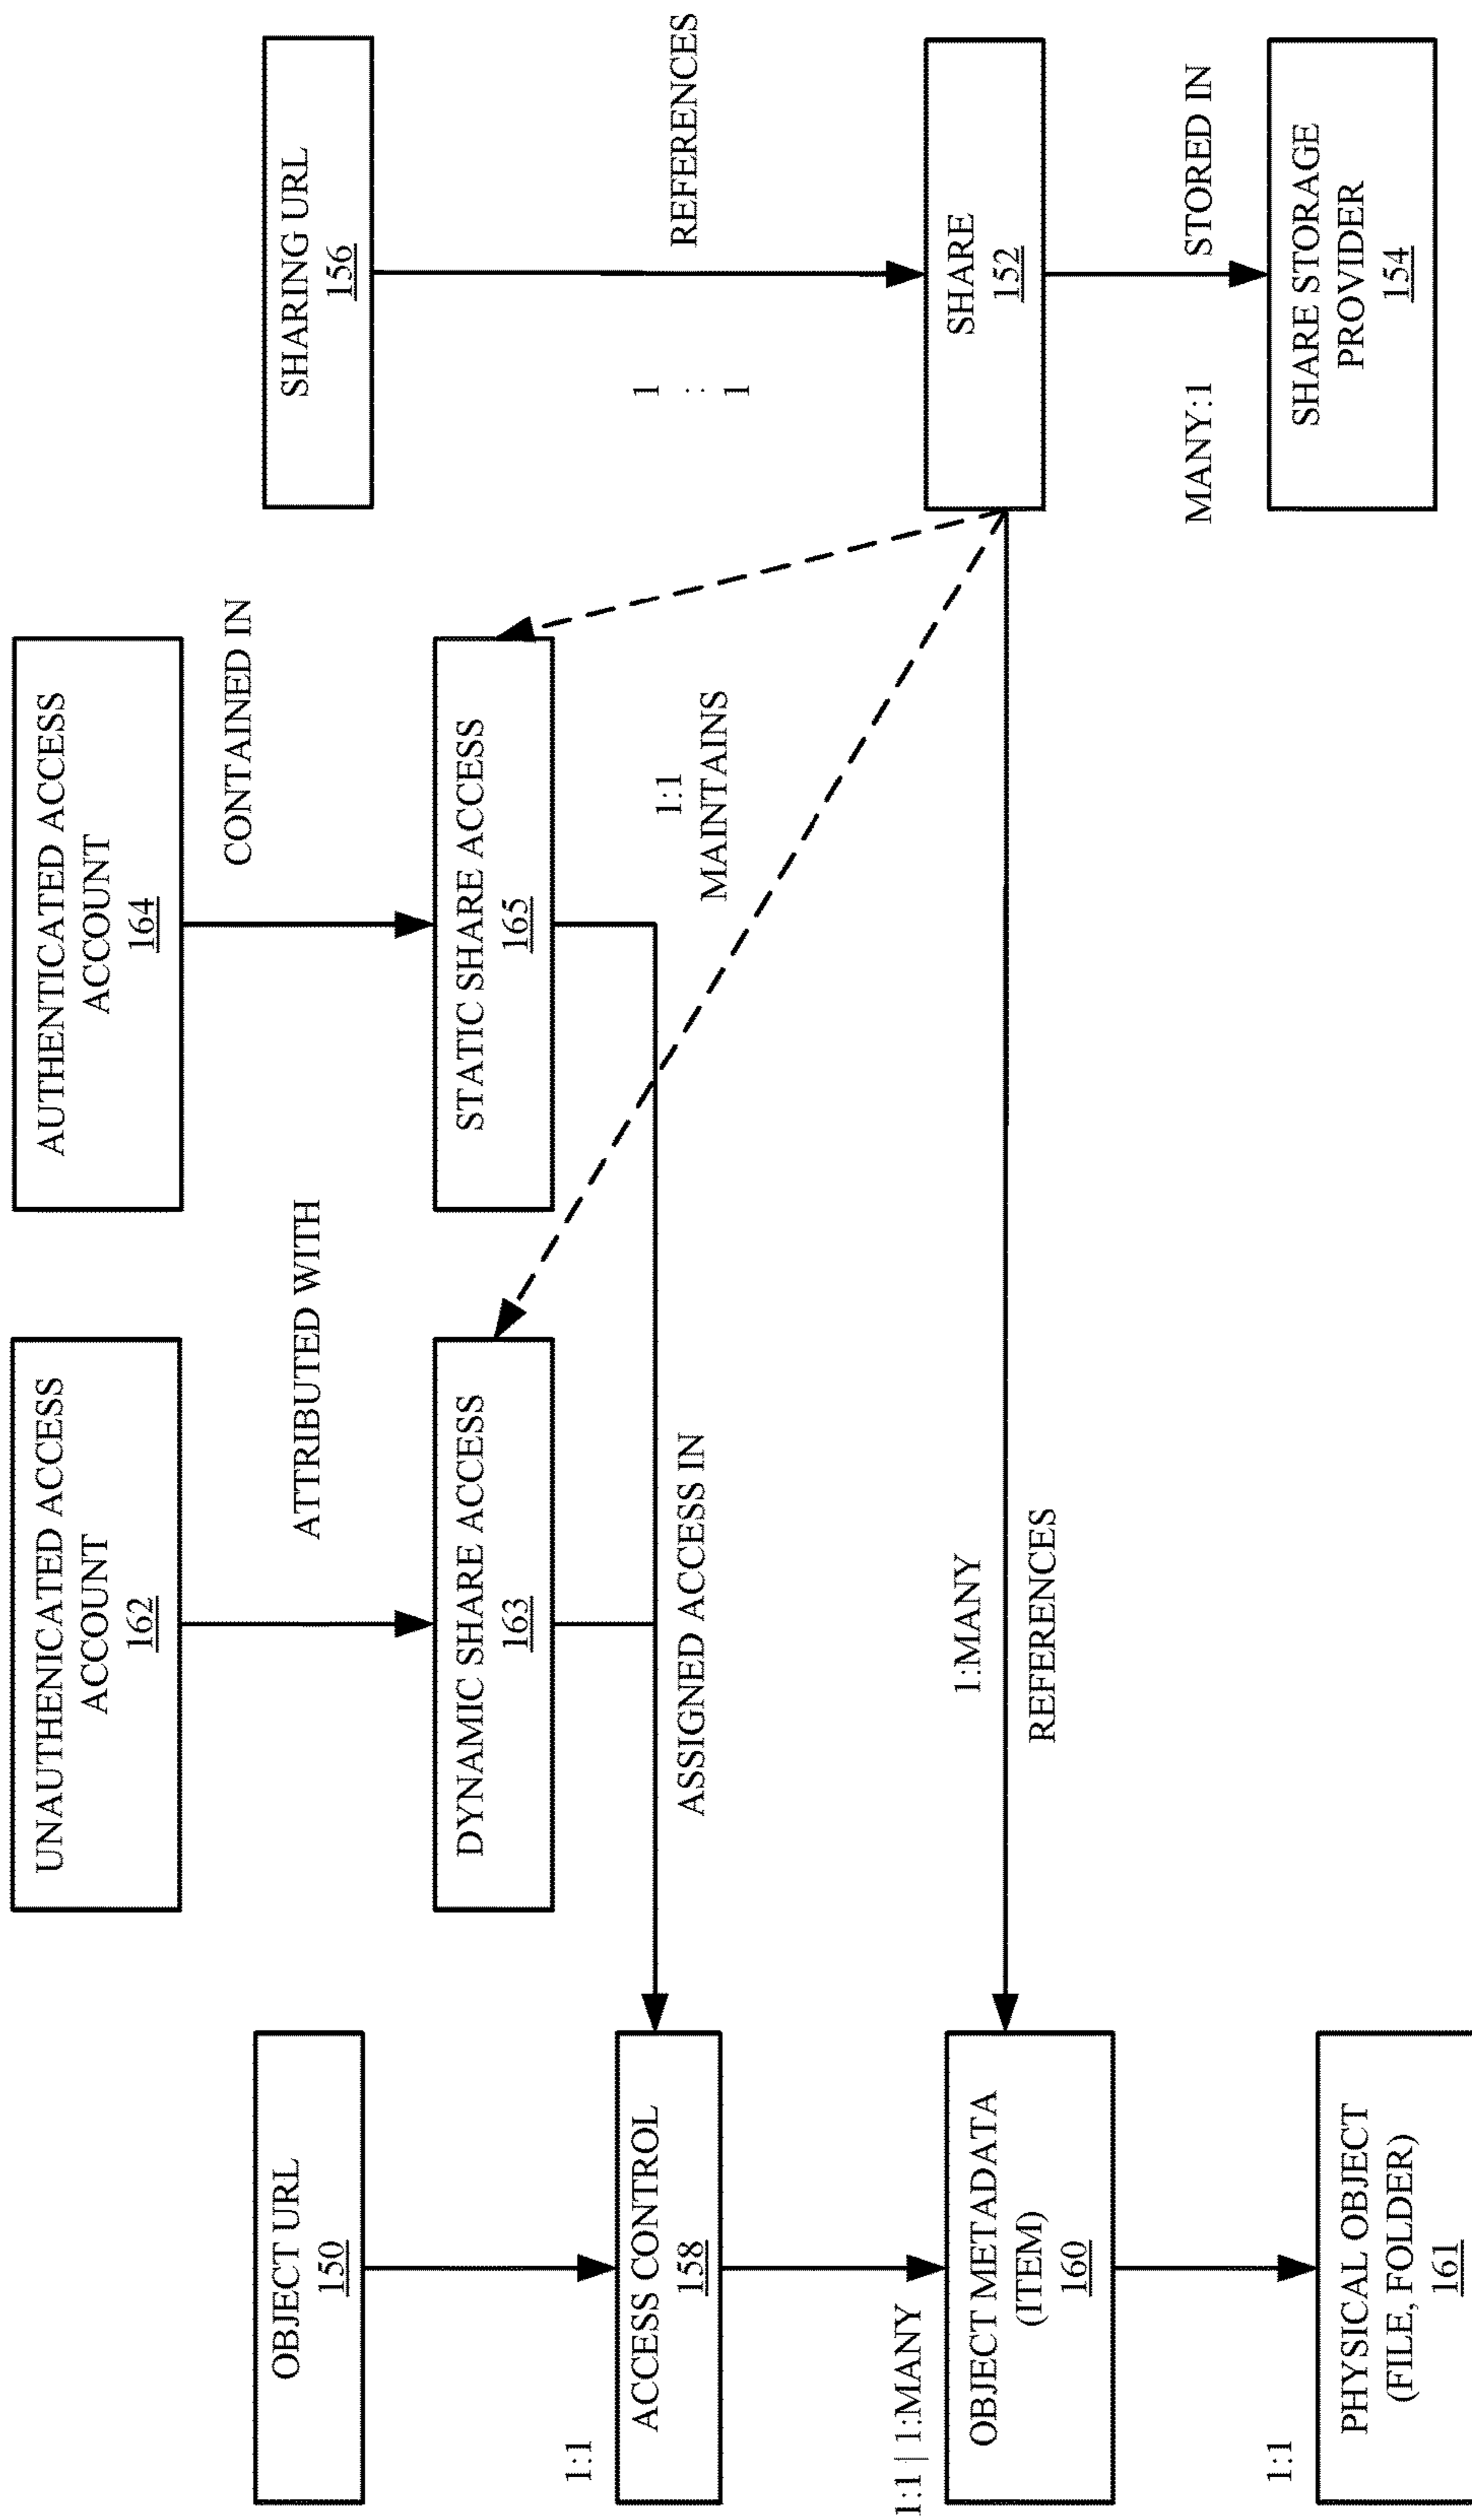 UNAUTHENICATED ACCESS
ACCOUNT
162
AUTHENTICATED ACCESS
ACCOUNT
164
OBJECT URL
150
ATTRIBUTED WITH
CONTAINED IN
SHARING URL
156
1:1
DYNAMIC SHARE ACCESS
163
STATIC SHARE ACCESS
165
ACCESS CONTROL
158
ASSIGNED ACCESS IN
1:1
MAINTAINS
1
:
1
REFERENCES
1:1 | 1:MANY
OBJECT METADATA
(ITEM)
160
1:MANY
REFERENCES
SHARE
152
MANY:1
STORED IN
1:1
PHYSICAL OBJECT
(FILE, FOLDER)
161
SHARE STORAGE
PROVIDER
154